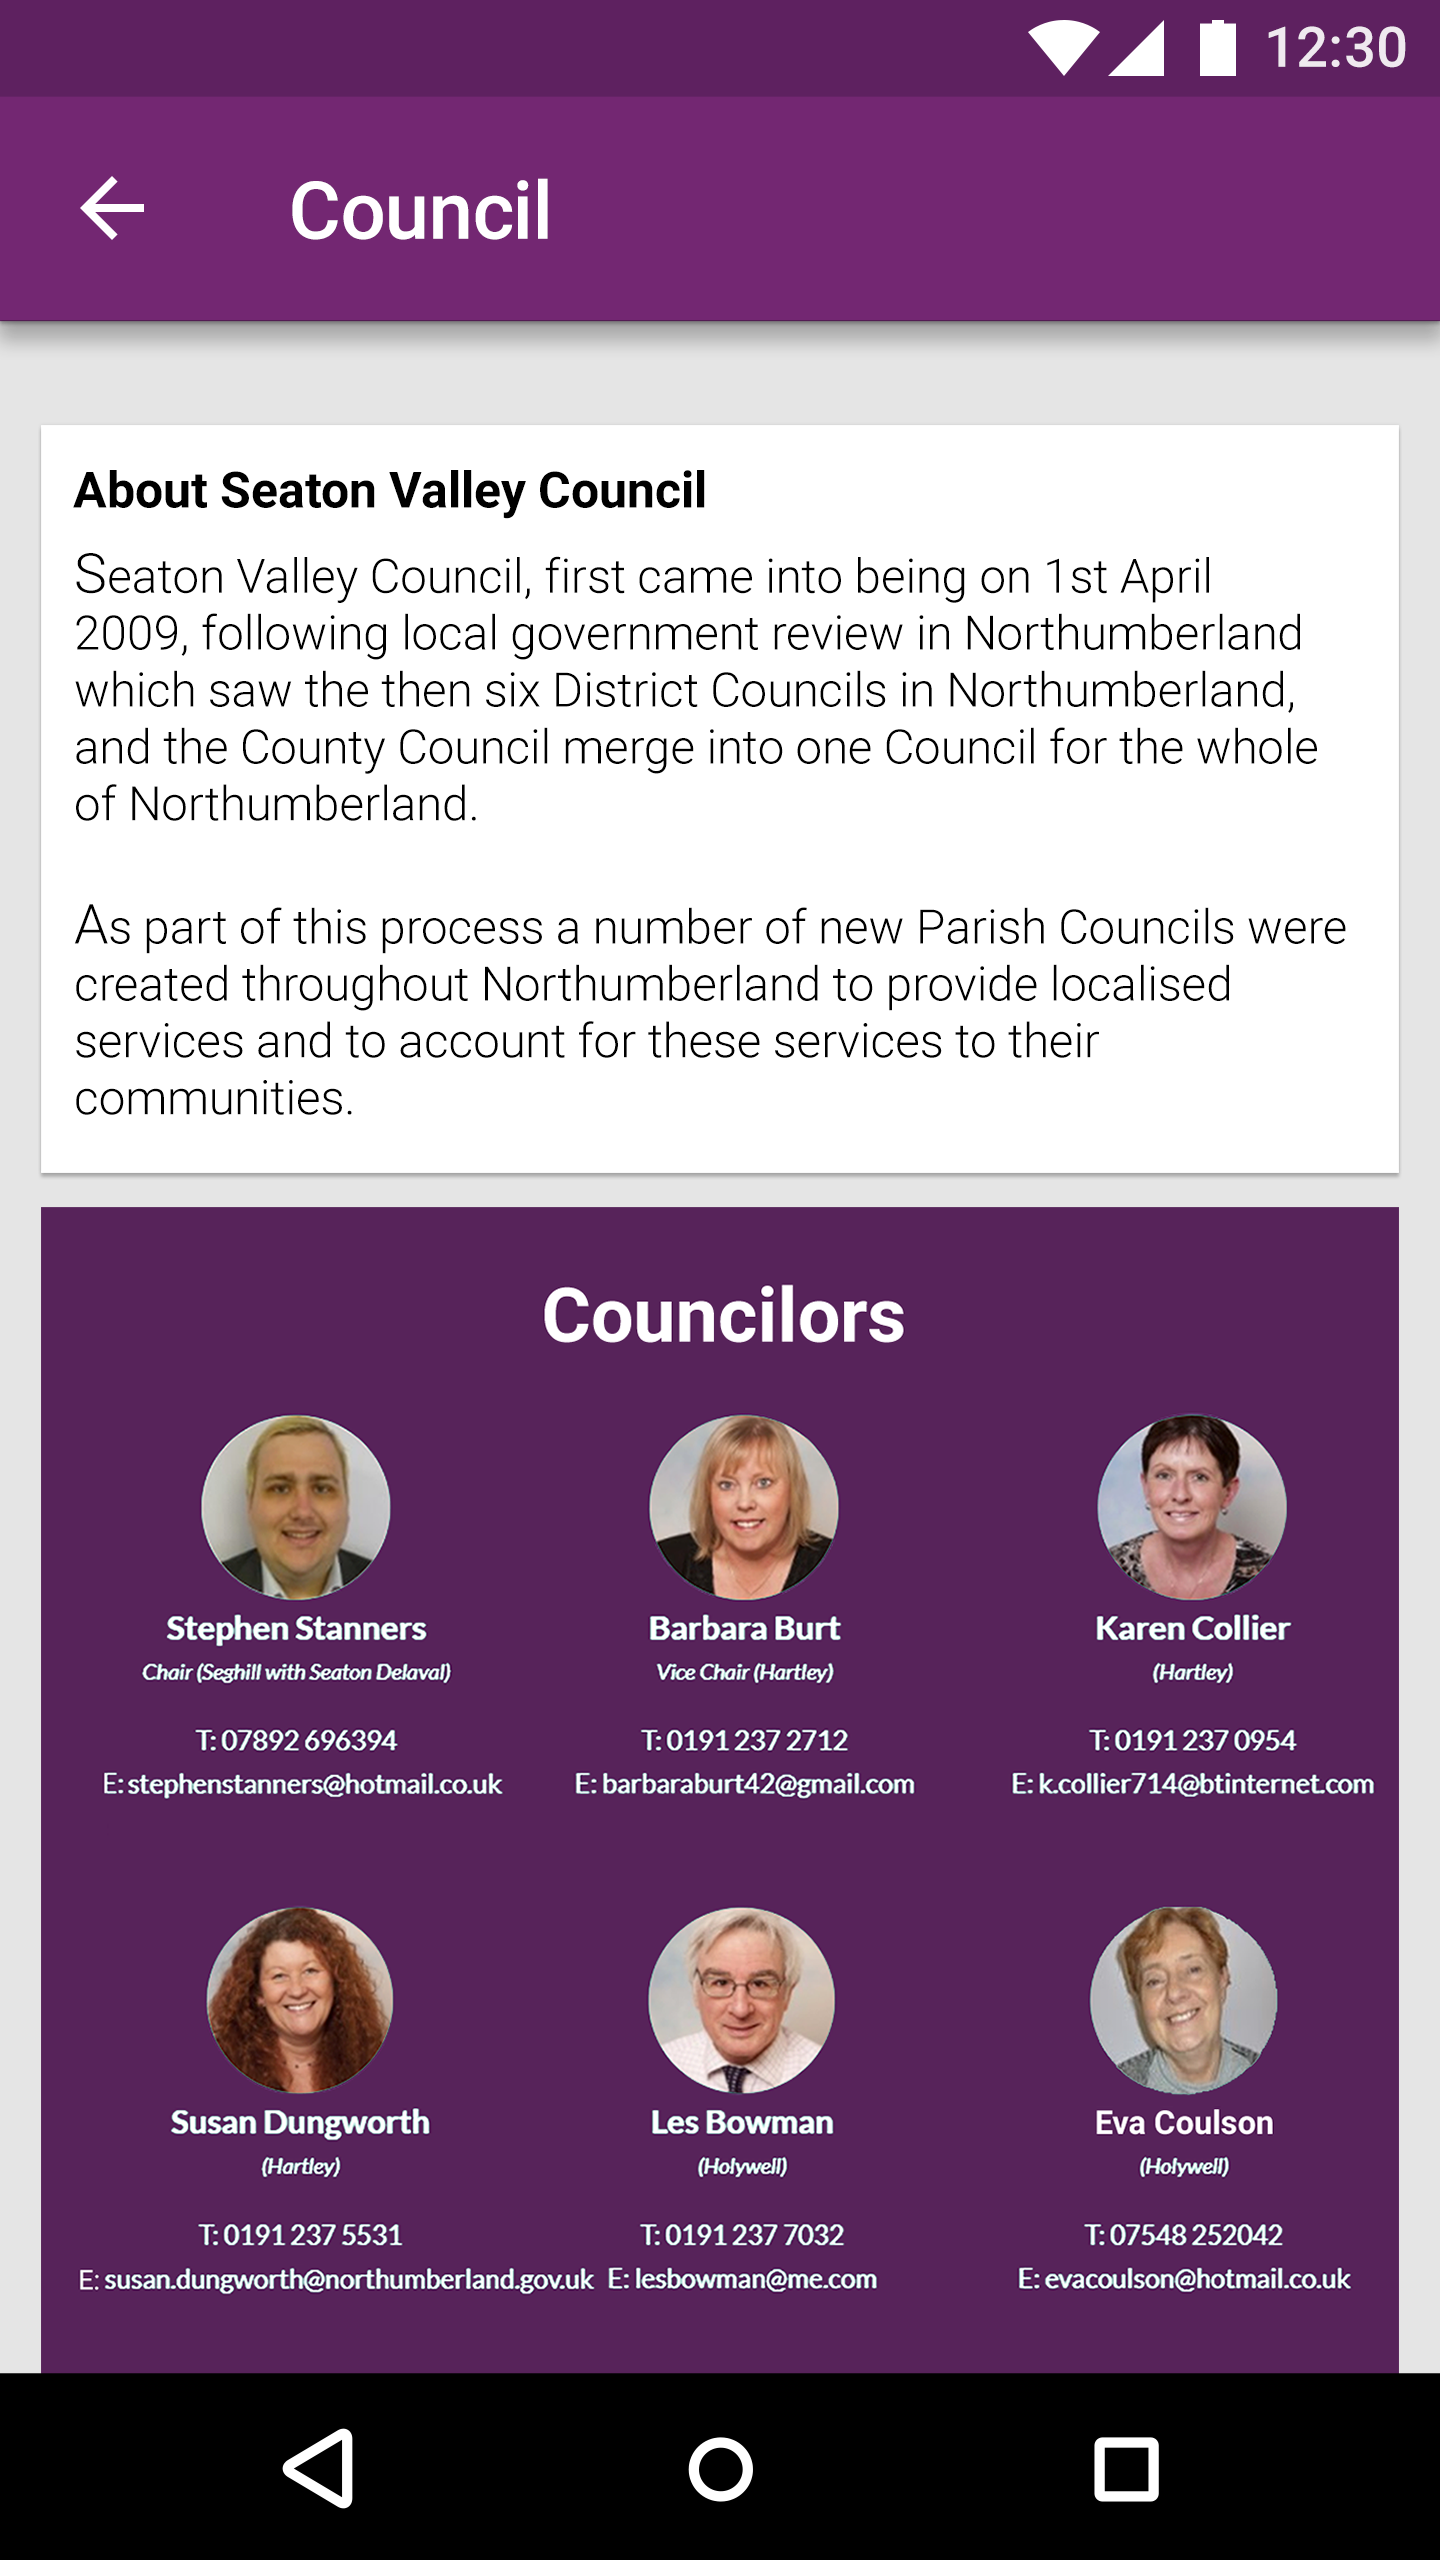 12:30
Council
About Seaton Valley Council
Seaton Valley Council, first came into being on 1st April
2009, following local government review in Northumberland
which saw the then six District Councils in Northumberland,
and the County Council merge into one Council for the whole
of Northumberland.
As part of this process a number of new Parish Councils were
created throughout Northumberland to provide localised
services and to account for these services to their
communities.
Councilors
Stephen Stanners
Chair (Seghill with Seaton Delaval)
T: 07892 696394
E: stephenstanners@hotmail.co.uk
Barbara Burt
Vice Chair (Hartley)
T: 0191 237 2712
E: barbaraburt42@gmail.com
Karen Collier
(Hartley)
T: 0191 237 0954
E: k.collier714@btinternet.com
Susan Dungworth
(Hartley)
T: 0191 237 5531
E: susan.dungworth@northumberland.gov.uk
Les Bowman
(Holywell)
T: 0191 237 7032
E: lesbowman@me.com
Eva Coulson
(Holywell)
T: 07548 252042
E: evacoulson@hotmail.co.uk